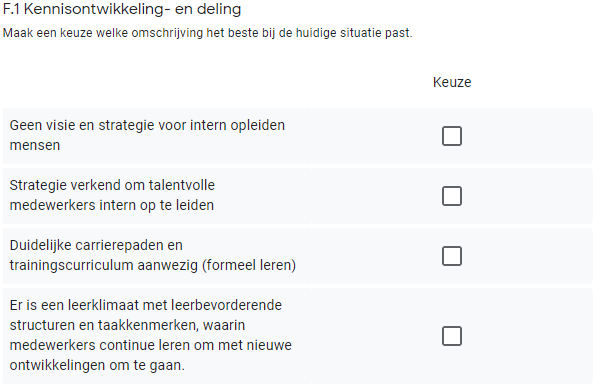 F.1 Kennisontwikkeling- en deling
Maak een keuze welke omschrijving het beste bij de huidige situatie past.
Keuze
Geen visie en strategie voor intern opleiden
mensen
Strategie verkend om talentvolle
medewerkers intern op te leiden
Duidelijke carrierepaden en
trainingscurriculum aanwezig (formeel leren)
Er is een leerklimaat met leerbevorderende
structuren en taakkenmerken, waarin
medewerkers continue leren om met nieuwe
ontwikkelingen om te gaan.